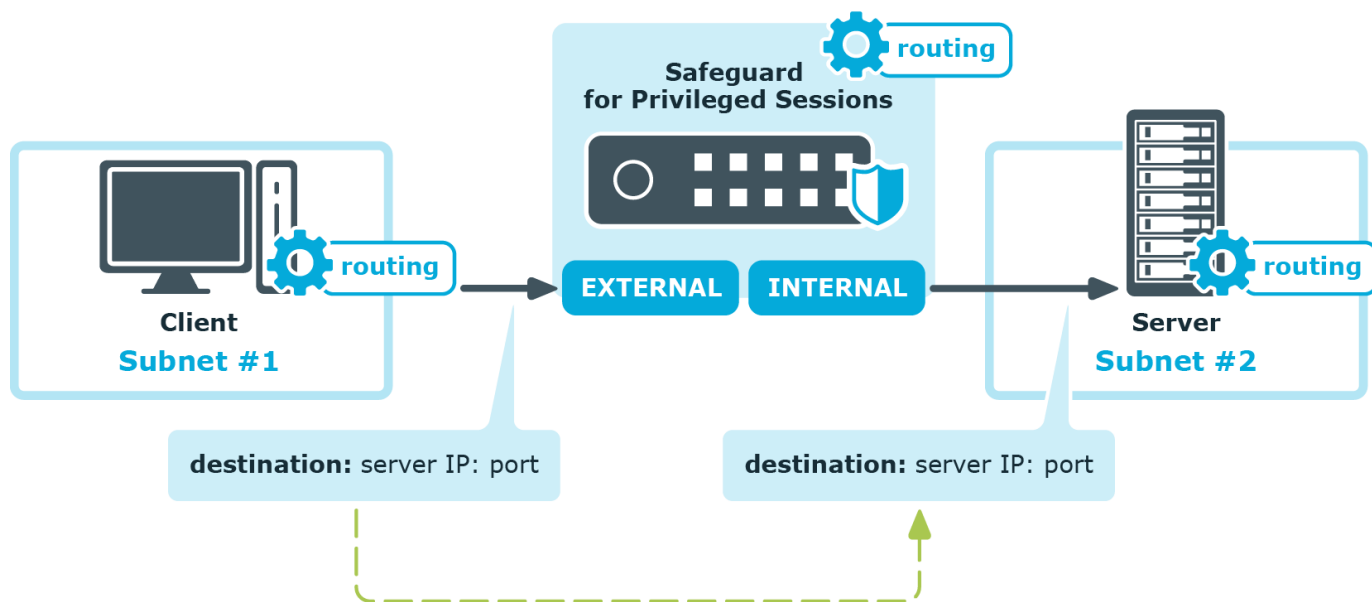 routing
Safeguard
for Privileged Sessions
routing
EXTERNAL
INTERNAL
routing
Client
Subnet #1
Server
Subnet #2
destination: server IP: port
destination: server IP: port